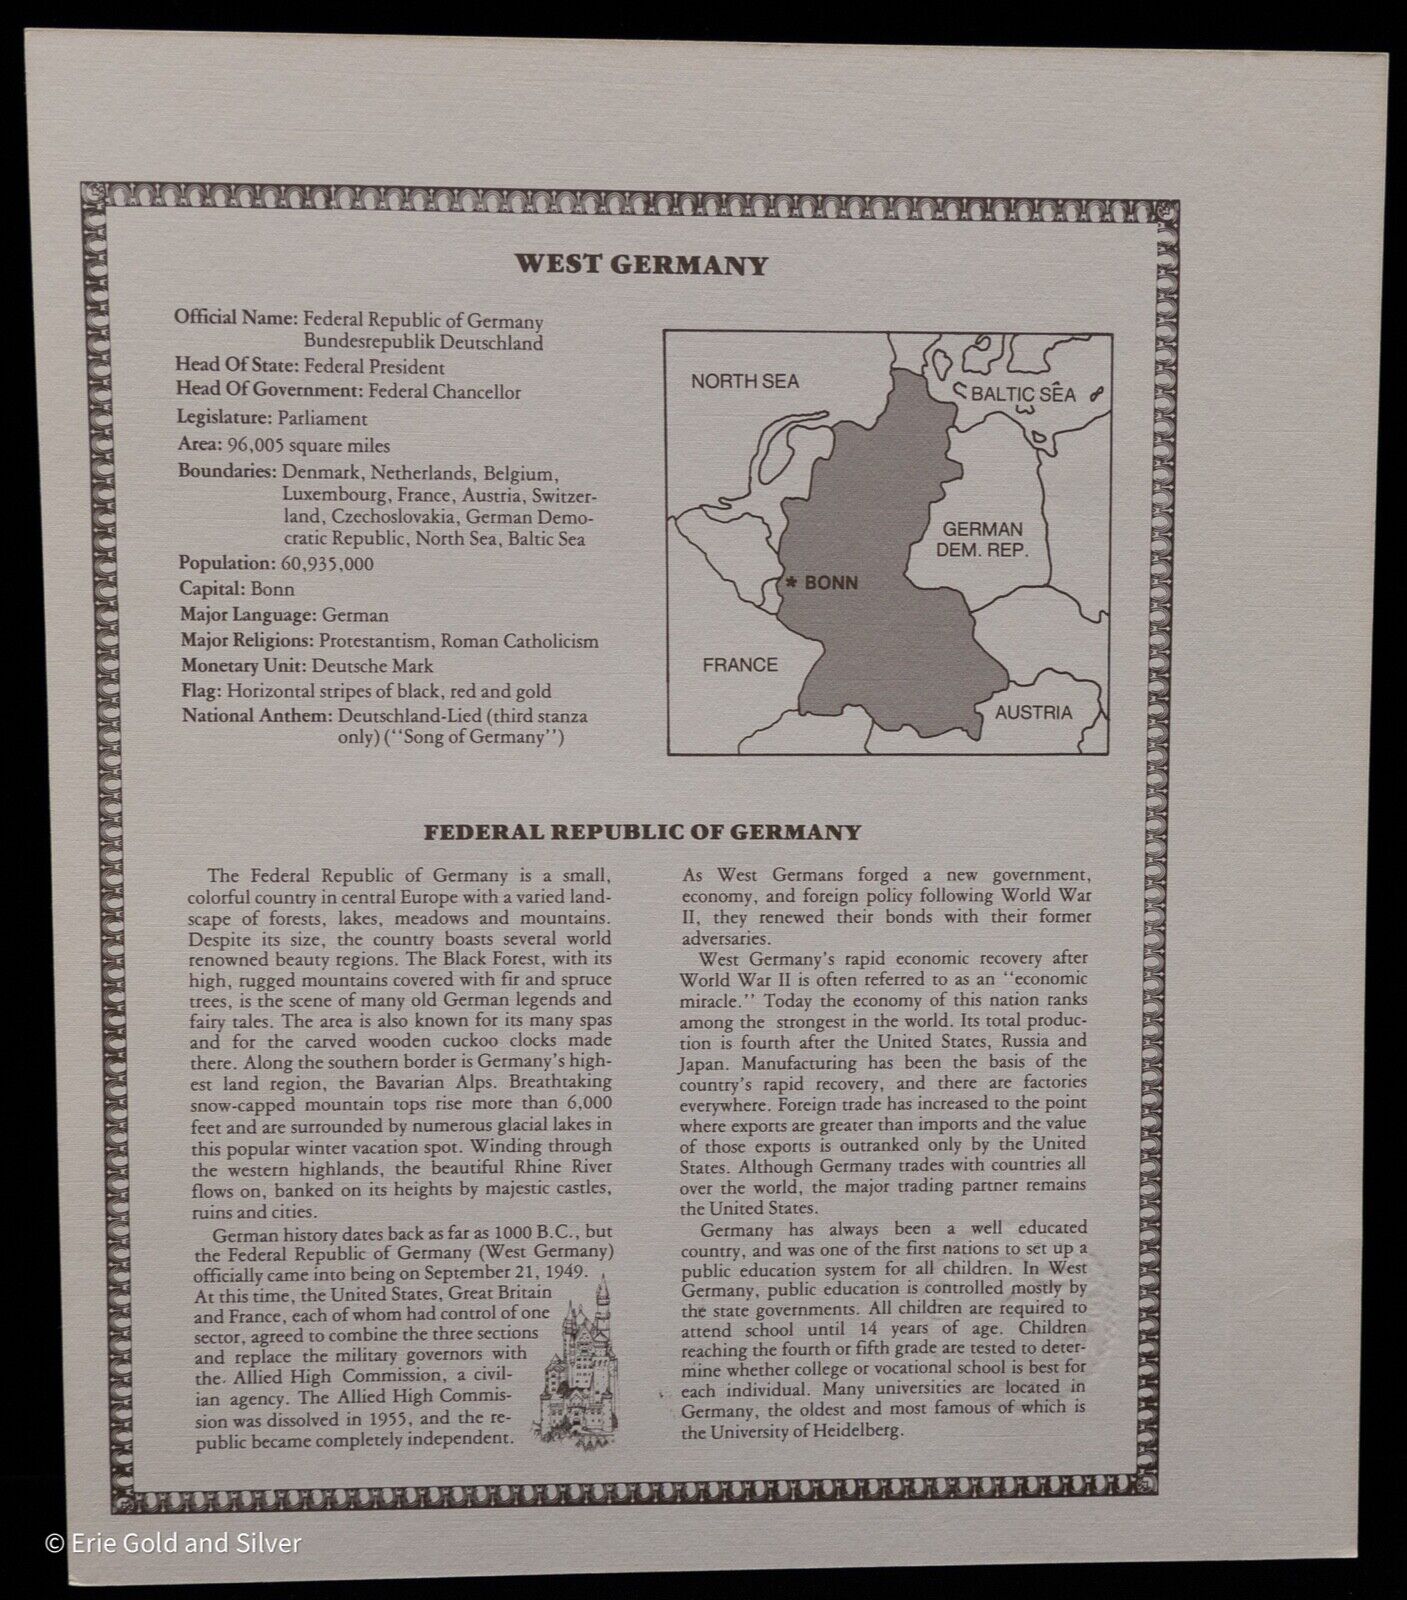 WEST GERMANY
Official Name: Federal Republic of Germany
Bundesrepublik Deutschland
Head Of State: Federal President
Head Of Government: Federal Chancellor
Legislature: Parliament
Area: 96,005 square miles
Boundaries: Denmark, Netherlands, Belgium,
Luxembourg, France, Austria, Switzer-
land, Czechoslovakia, German Demo-
cratic Republic, North Sea, Baltic Sea
Population: 60,935,000
Capital: Bonn
Major Language: German
Major Religions: Protestantism, Roman Catholicism
Monetary Unit: Deutsche Mark
Flag: Horizontal stripes of black, red and gold
National Anthem: Deutschland-Lied (third stanza
only) (‘‘Song of Germany’’)
NORTH SEA
BALTIC SEA
GERMAN
DEM. REP.
* BONN
FRANCE
AUSTRIA
FEDERAL REPUBLIC OF GERMANY
The Federal Republic of Germany is a small,
colorful country in central Europe with a varied land-
scape of forests, lakes, meadows and mountains.
Despite its size, the country boasts several world
renowned beauty regions. The Black Forest, with its
high, rugged mountains covered with fir and spruce
trees, is the scene of many old German legends and
fairy tales. The area is also known for its many spas
and for the carved wooden cuckoo clocks made
there. Along the southern border is Germany’s high-
est land region, the Bavarian Alps. Breathtaking
snow-capped mountain tops rise more than 6,000
feet and are surrounded by numerous glacial lakes in
this popular winter vacation spot. Winding through
the western highlands, the beautiful Rhine River
flows on, banked on its heights by majestic castles,
ruins and cities.
German history dates back as far as 1000 B.C., but
the Federal Republic of Germany (West Germany)
officially came into being on September 21, 1949.
At this time, the United States, Great Britain
and France, each of whom had control of one
sector, agreed to combine the three sections
and replace the military governors with
the Allied High Commission, a civil-
ian agency. The Allied High Commis-
sion was dissolved in 1955, and the re-
public became completely independent.
As West Germans forged a new government,
economy, and foreign policy following World War
II, they renewed their bonds with their former
adversaries.
West Germany’s rapid economic recovery after
World War II is often referred to as an ‘‘economic
miracle.’’ Today the economy of this nation ranks
among the strongest in the world. Its total produc-
tion is fourth after the United States, Russia and
Japan. Manufacturing has been the basis of the
country’s rapid recovery, and there are factories
everywhere. Foreign trade has increased to the point
where exports are greater than imports and the value
of those exports is outranked only by the United
States. Although Germany trades with countries all
over the world, the major trading partner remains
the United States.
Germany has always been a well educated
country, and was one of the first nations to set up a
public education system for all children. In West
Germany, public education is controlled mostly by
the state governments. All children are required to
attend school until 14 years of age. Children
reaching the fourth or fifth grade are tested to deter-
mine whether college or vocational school is best for
each individual. Many universities are located in
Germany, the oldest and most famous of which is
the University of Heidelberg.
© Erie Gold and Silver